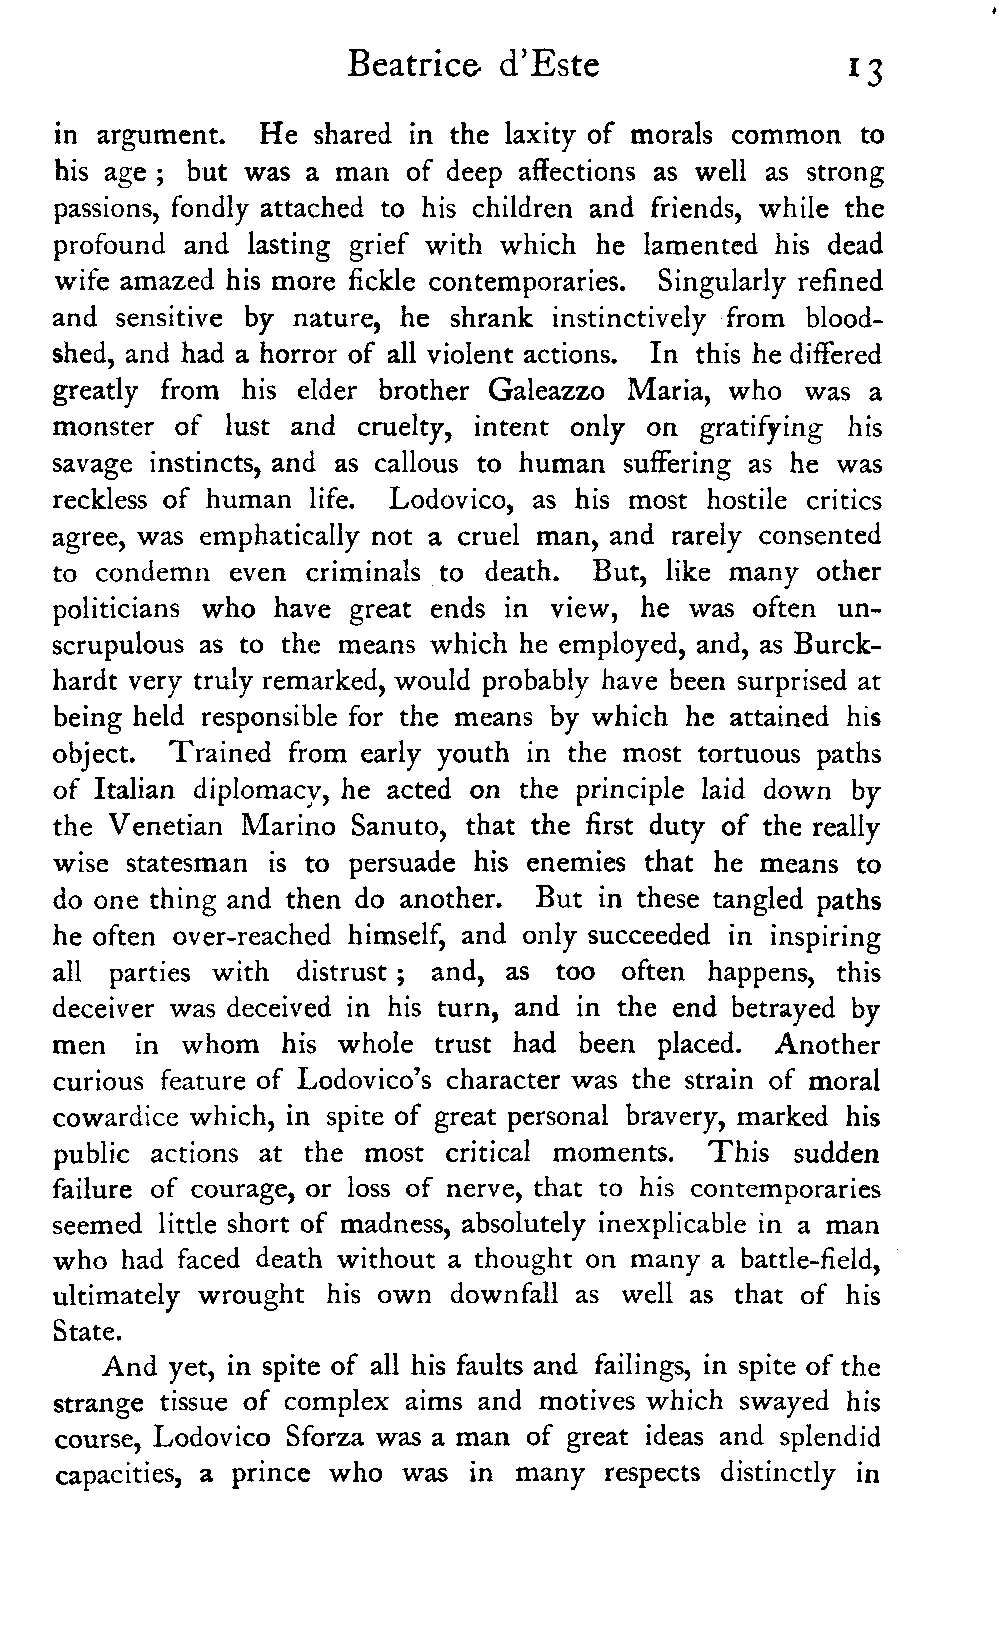 Beatrice d'Este 13
in argument. He shared in the laxity of morals common to
his age ; but was a man of deep affections as well as strong
passions, fondly attached to his children and friends, while the
profound and lasting grief with which he lamented his dead
wife amazed his more fickle contemporaries. Singularly refined
and sensitive by nature, he shrank instinctively from blood-
shed, and had a horror of all violent actions. In this he differed
greatly from his elder brother Galeazzo Maria, who was a
monster of lust and cruelty, intent only on gratifying his
savage instincts, and as callous to human suffering as he was
reckless of human life. Lodovico, as his most hostile critics
agree, was emphatically not a cruel man, and rarely consented
to condemn even criminals to death. But, like many other
politicians who have great ends in view, he was often un-
scrupulous as to the means which he employed, and, as Burck-
hardt very truly remarked, would probably have been surprised at
being held responsible for the means by which he attained his
object. Trained from early youth in the most tortuous paths
of Italian diplomacy, he acted on the principle laid down by
the Venetian Marino Sanuto, that the first duty of the really
wise statesman is to persuade his enemies that he means to
do one thing and then do another. But in these tangled paths
he often over-reached himself, and only succeeded in inspiring
all parties with distrust ; and, as too often happens, this
deceiver was deceived in his turn, and in the end betrayed by
men in whom his whole trust had been placed. Another
curious feature of Lodovico's character was the strain of moral
cowardice which, in spite of great personal bravery, marked his
public actions at the most critical moments. This sudden
failure of courage, or loss of nerve, that to his contemporaries
seemed little short of madness, absolutely inexplicable in a man
who had faced death without a thought on many a battle-field,
ultimately wrought his own downfall as well as that of his
State.
And yet, in spite of all his faults and failings, in spite of the
strange tissue of complex aims and motives which swayed his
course, Lodovico Sforza was a man of great ideas and splendid
capacities, a prince who was in many respects distinctly in